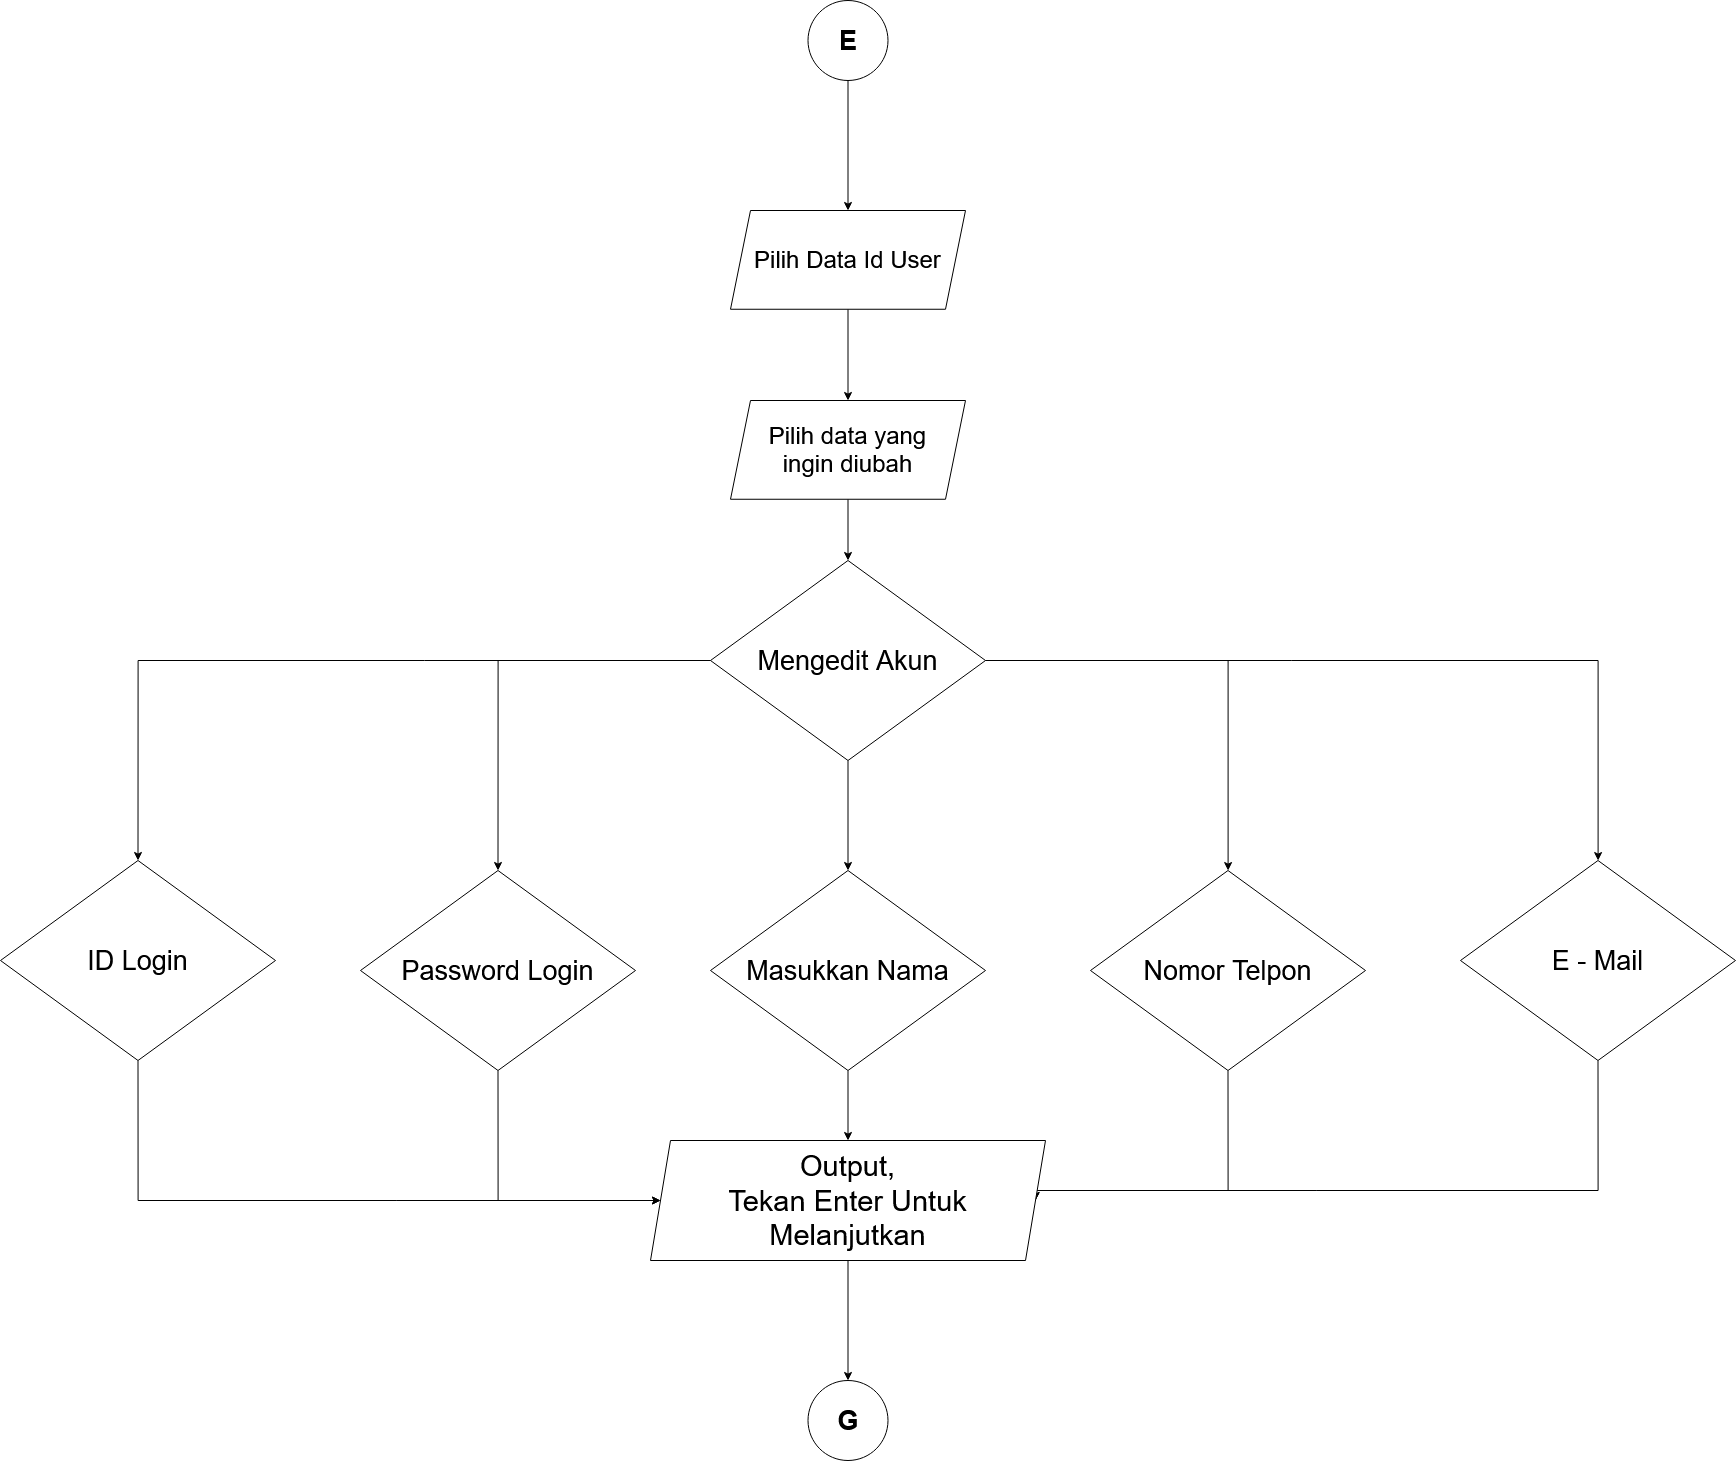 E
Pilih Data Id User
Pilih data yang
ingin diubah
Mengedit Akun
ID Login
Password Login
Masukkan Nama
Nomor Telpon
E - Mail
Output,
Tekan Enter Untuk
Melanjutkan
G